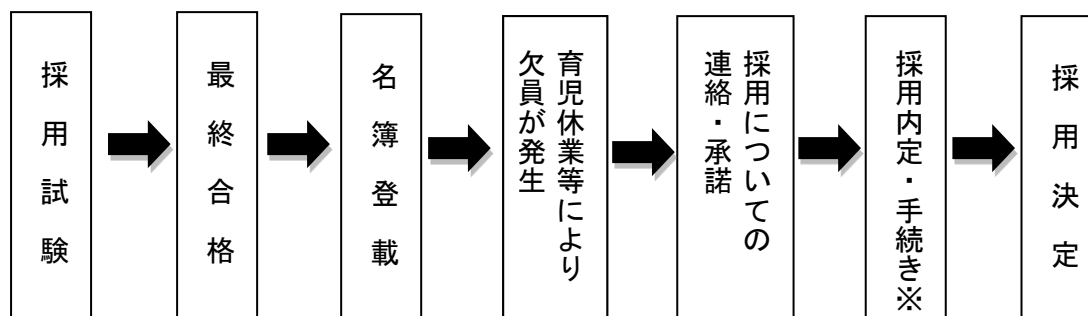 採用試験
最終合格
名簿登載
育児休業等により
欠員が発生
採用についての
連絡・承諾
採用内定・手続き※
採用決定